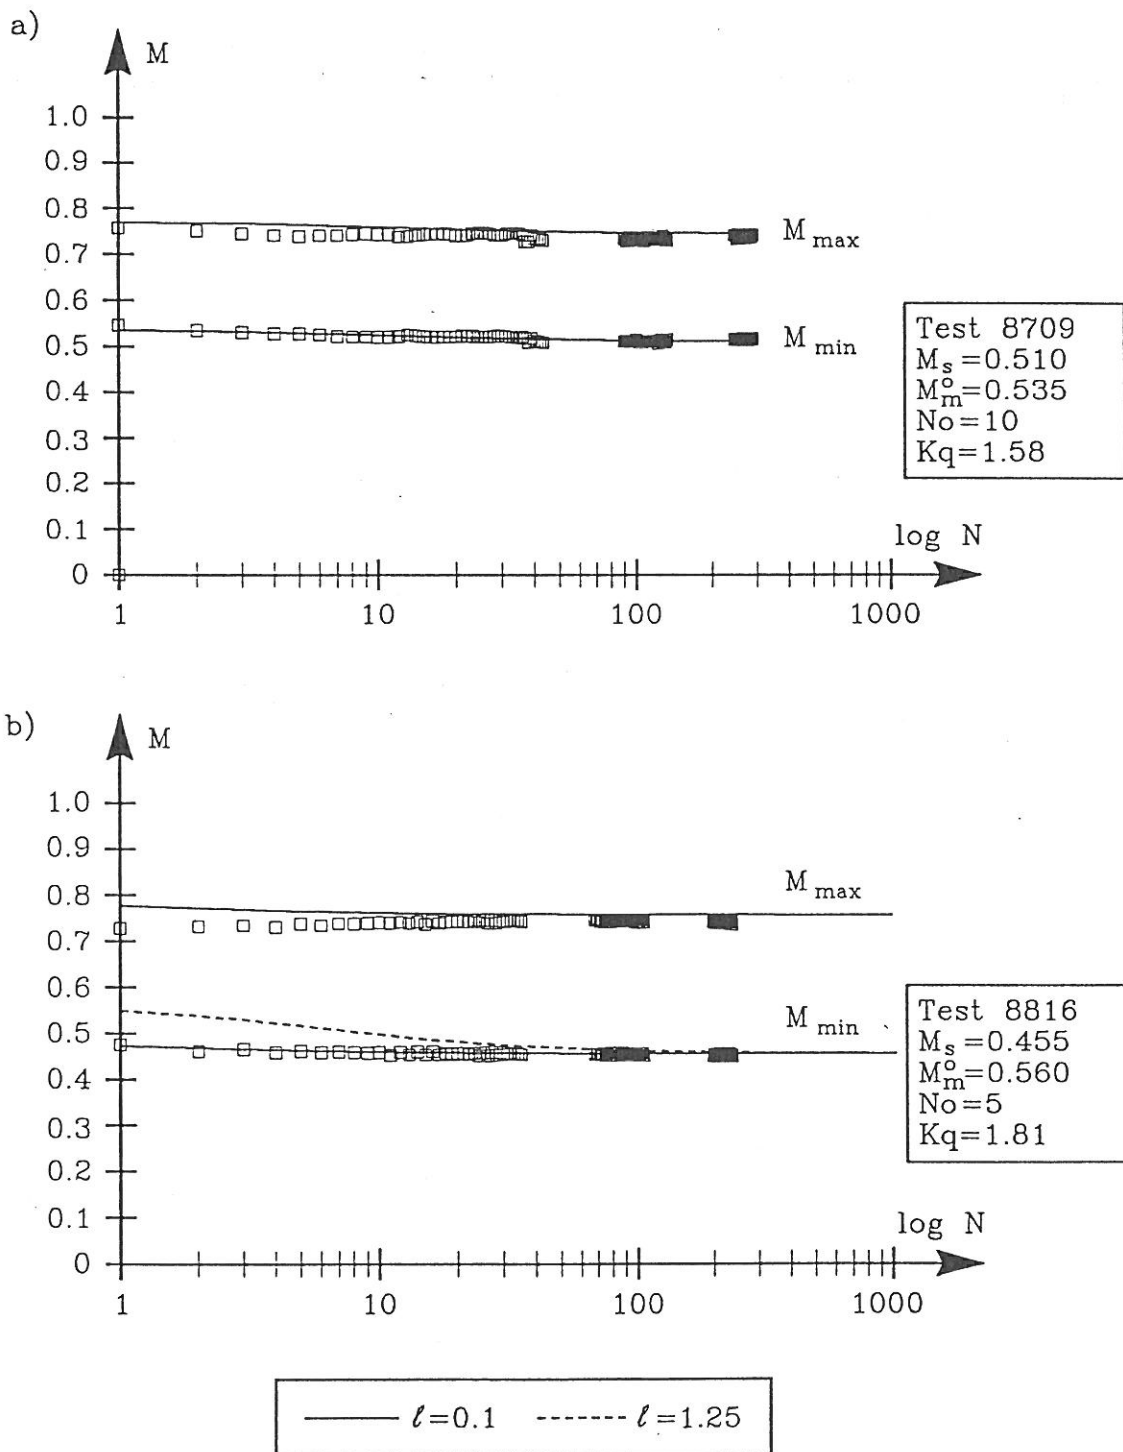 a)
M
1.0
0.9
0.8
0.7
0.6
0.5
0.4
0.3
0.2
0.1
0
M max
M min
Test 8709
Ms=0.510
M°m=0.535
No=10
Kq=1.58
log N
1 10 100 1000
b)
M
1.0
0.9
0.8
0.7
0.6
0.5
0.4
0.3
0.2
0.1
0
M max
M min
Test 8816
Ms=0.455
M°m=0.560
No=5
Kq=1.81
log N
1 10 100 1000
ℓ=0.1 ℓ=1.25